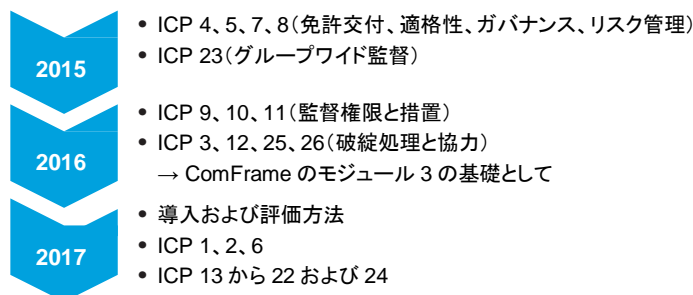 2015
• ICP 4、5、7、8（免許交付、適格性、ガバナンス、リスク管理）
• ICP 23（グループワイド監督）
2016
• ICP 9、10、11（監督権限と措置）
• ICP 3、12、25、26（破綻処理と協力）
→ ComFrame のモジュール 3 の基礎として
2017
• 導入および評価方法
• ICP 1、2、6
• ICP 13 から 22 および 24